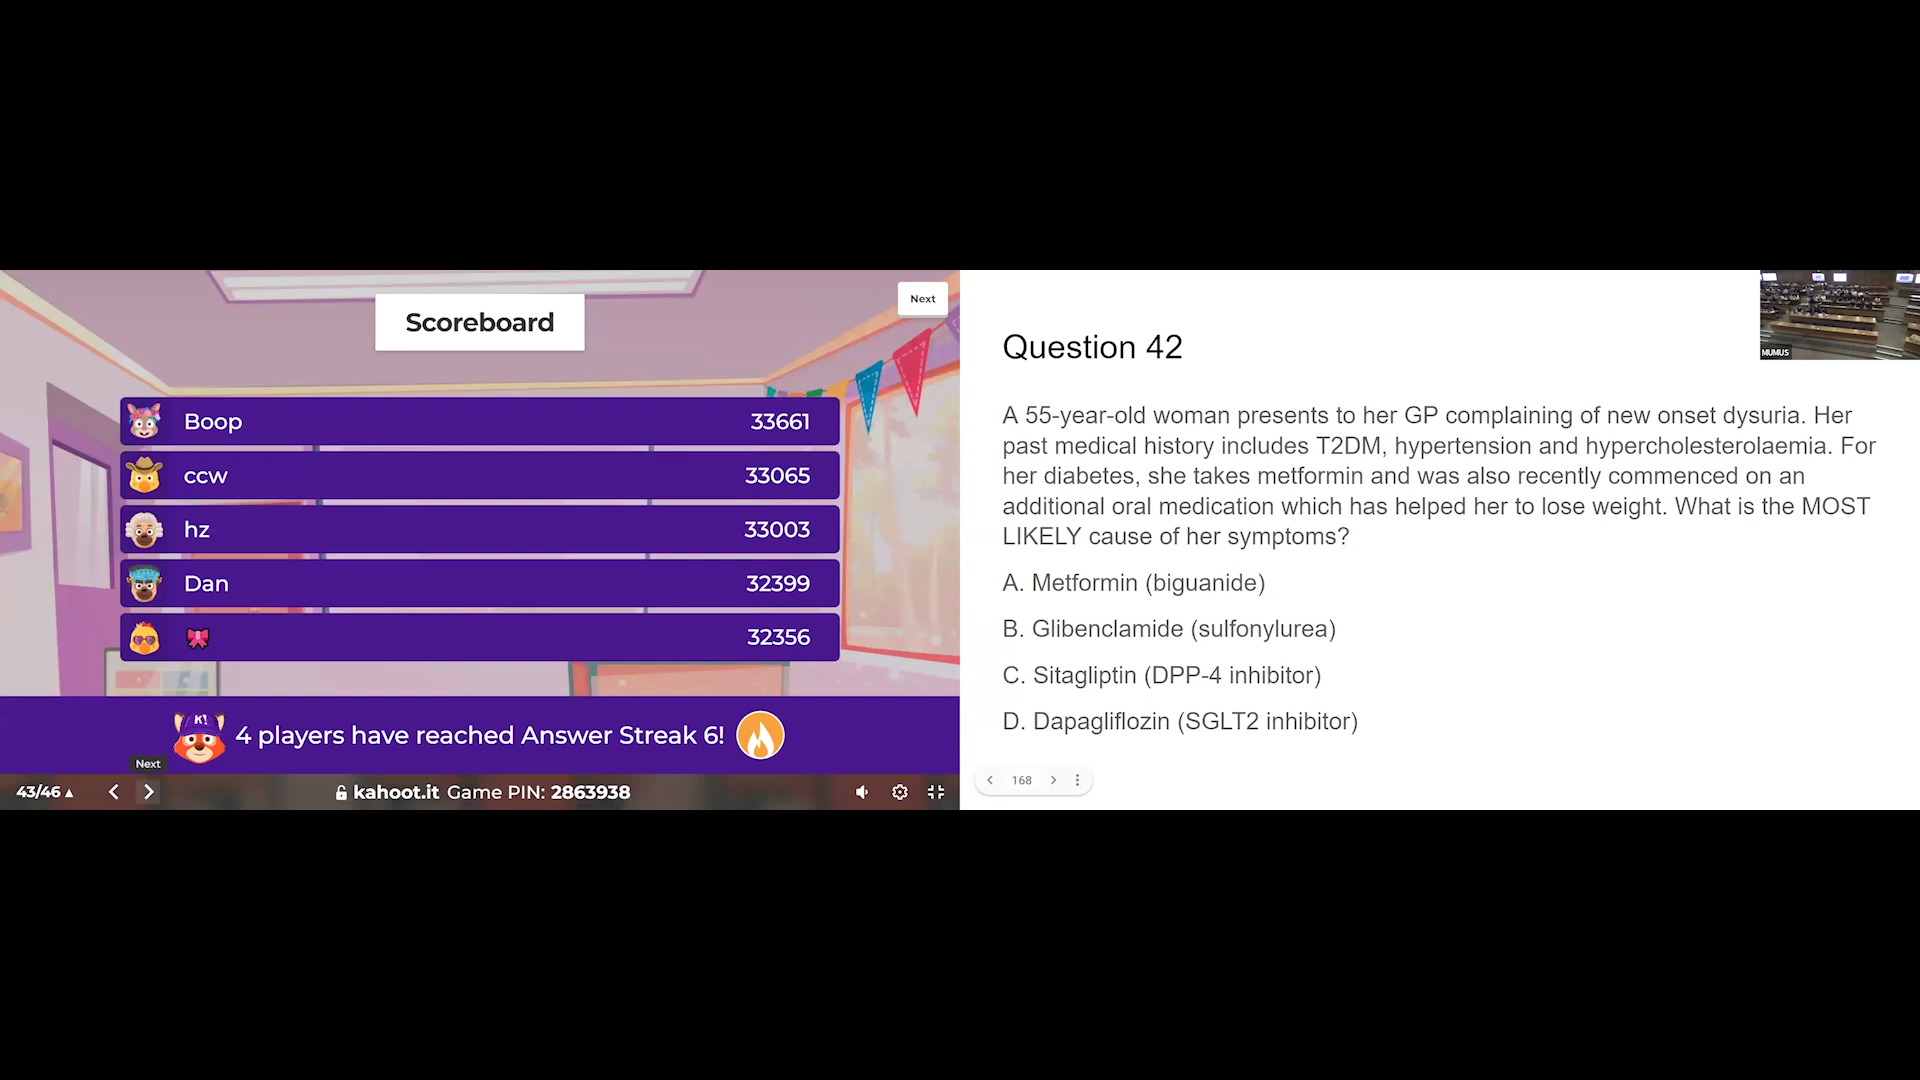 Scoreboard
Next
Boop 33661
ccw 33065
hz 33003
Dan 32399
32356
K!
4 players have reached Answer Streak 6!
Next
43/46
kahoot.it Game PIN: 2863938
MUMUS
Question 42
A 55-year-old woman presents to her GP complaining of new onset dysuria. Her
past medical history includes T2DM, hypertension and hypercholesterolaemia. For
her diabetes, she takes metformin and was also recently commenced on an
additional oral medication which has helped her to lose weight. What is the MOST
LIKELY cause of her symptoms?
A. Metformin (biguanide)
B. Glibenclamide (sulfonylurea)
C. Sitagliptin (DPP-4 inhibitor)
D. Dapagliflozin (SGLT2 inhibitor)
168